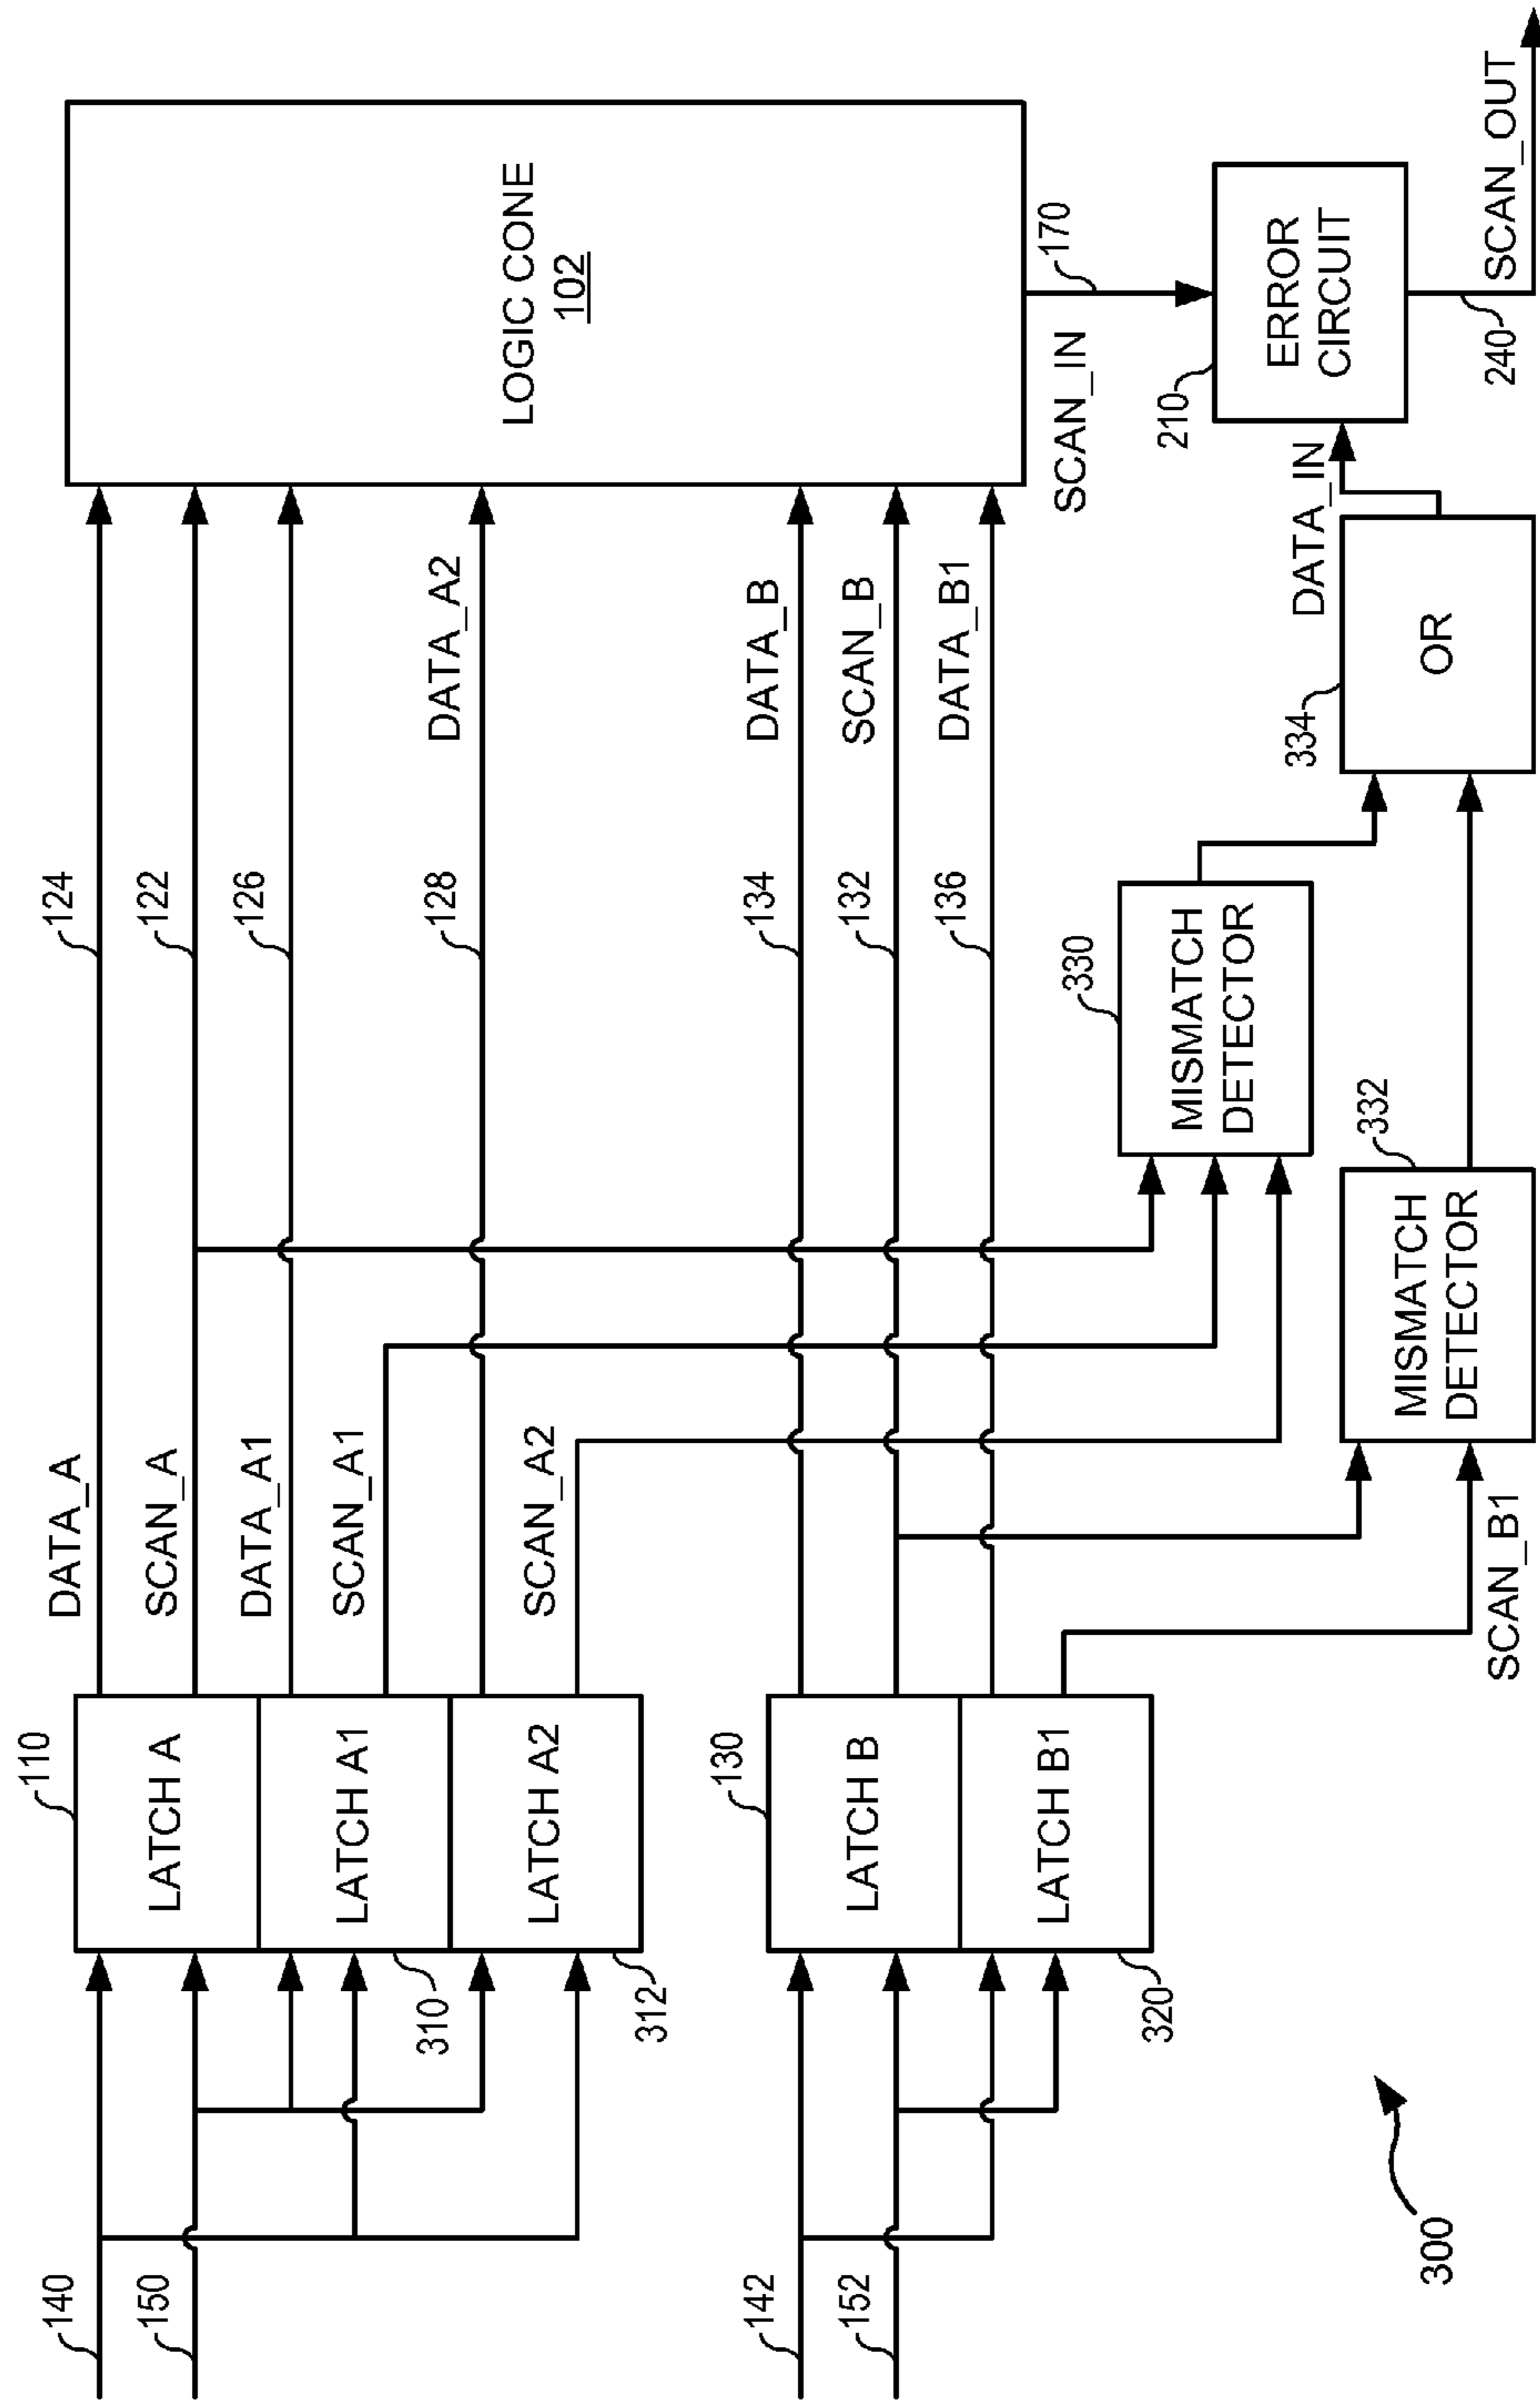 140
150
142
152
300
110
LATCH A
LATCH A1
310
LATCH A2
312
130
LATCH B
LATCH B1
320
DATA_A
SCAN_A
DATA_A1
SCAN_A1
SCAN_A2
SCAN_B1
124
122
126
128
DATA_A2
134
DATA_B
132
SCAN_B
136
DATA_B1
330
MISMATCH
DETECTOR
332
MISMATCH
DETECTOR
334
OR
DATA_IN
LOGIC CONE
102
SCAN_IN
170
210
ERROR
CIRCUIT
240
SCAN_OUT